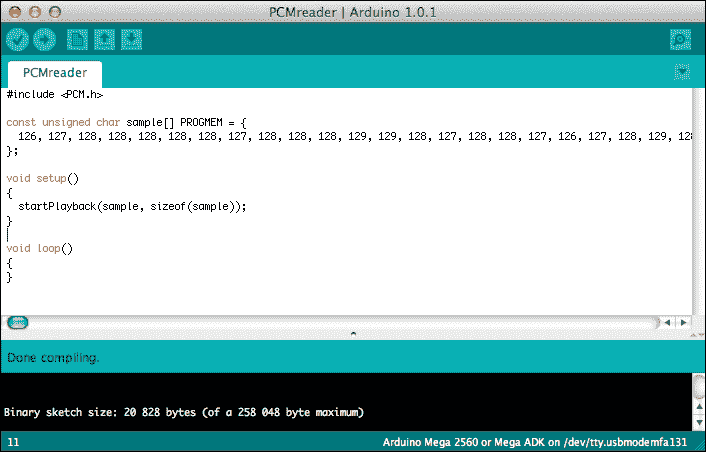 PCMreader | Arduino 1.0.1
PCMreader
#include <PCM.h>
const unsigned char sample[] PROGMEM = {
126, 127, 128, 128, 128, 128, 128, 127, 128, 128, 128, 129, 129, 128, 127, 128, 128, 127, 126, 127, 128, 129, 128
};
void setup()
{
startPlayback(sample, sizeof(sample));
}
void loop()
{
}
Done compiling.
Binary sketch size: 20 828 bytes (of a 258 048 byte maximum)
11
Arduino Mega 2560 or Mega ADK on /dev/tty.usbmodemfa131